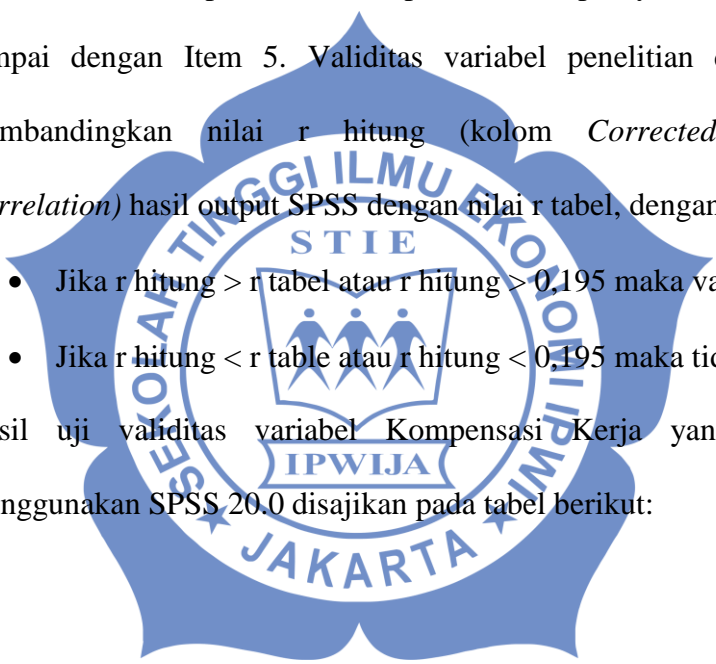 mpai dengan Item 5. Validitas variabel penelitian
mbandingkan nilai r hitung (kolom Corrected
rrelation) hasil output SPSS dengan nilai r tabel, dengan
• Jika r hitung > r tabel atau r hitung > 0,195 maka va
• Jika r hitung < r table atau r hitung < 0,195 maka tid
sil uji validitas variabel Kompensasi Kerja yan
nggunakan SPSS 20.0 disajikan pada tabel berikut:
SEKOLAH TINGGI ILMU EKONOMI IPWI
STIE
IPWIJA
JAKARTA